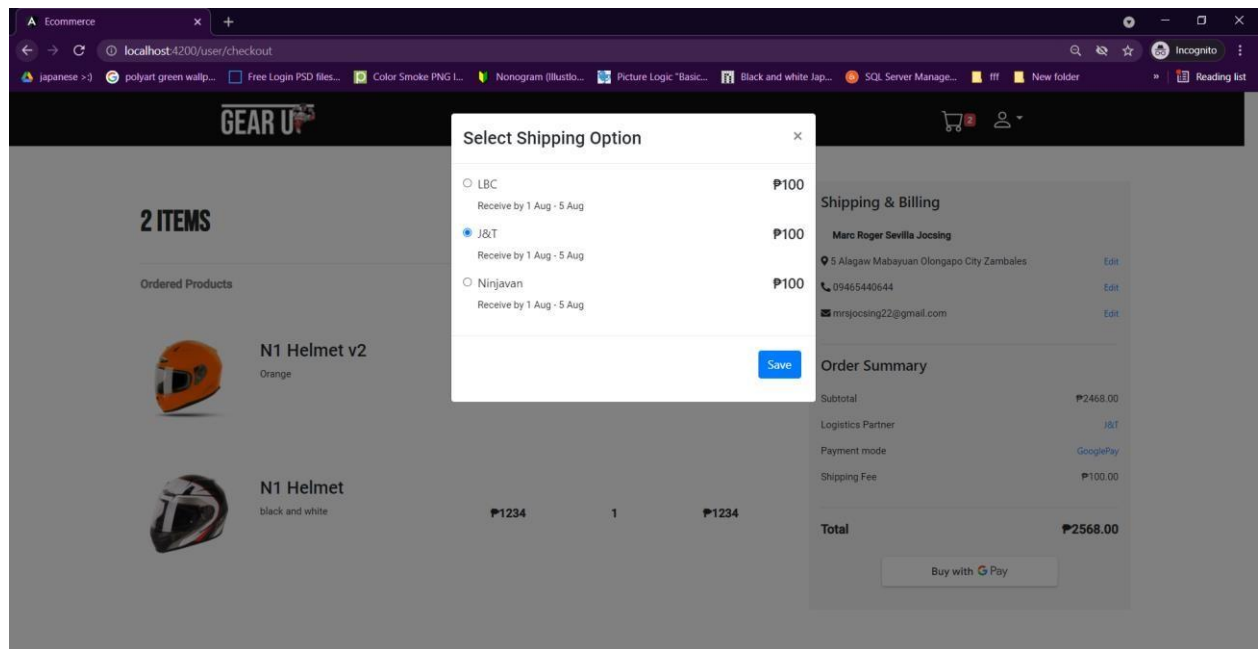 A Ecommerce
localhost:4200/user/checkout
Incognito
japanese >:)
polyart green wallp...
Free Login PSD files...
Color Smoke PNG I...
Nonogram (Illustlo...
Picture Logic "Basic...
Black and white Jap...
SQL Server Manage...
fff
New folder
»
Reading list
GEAR UP
2
Select Shipping Option ×
LBC ₱100
Receive by 1 Aug - 5 Aug
J&T ₱100
Receive by 1 Aug - 5 Aug
Ninjavan ₱100
Receive by 1 Aug - 5 Aug
Save
2 ITEMS
Ordered Products
N1 Helmet v2
Orange
N1 Helmet
black and white
₱1234 1 ₱1234
Shipping & Billing
Marc Roger Sevilla Jocsing
5 Alagaw Mabayuan Olongapo City Zambales Edit
09465440644 Edit
mrsjocsing22@gmail.com Edit
Order Summary
Subtotal ₱2468.00
Logistics Partner J&T
Payment mode GooglePay
Shipping Fee ₱100.00
Total ₱2568.00
Buy with G Pay